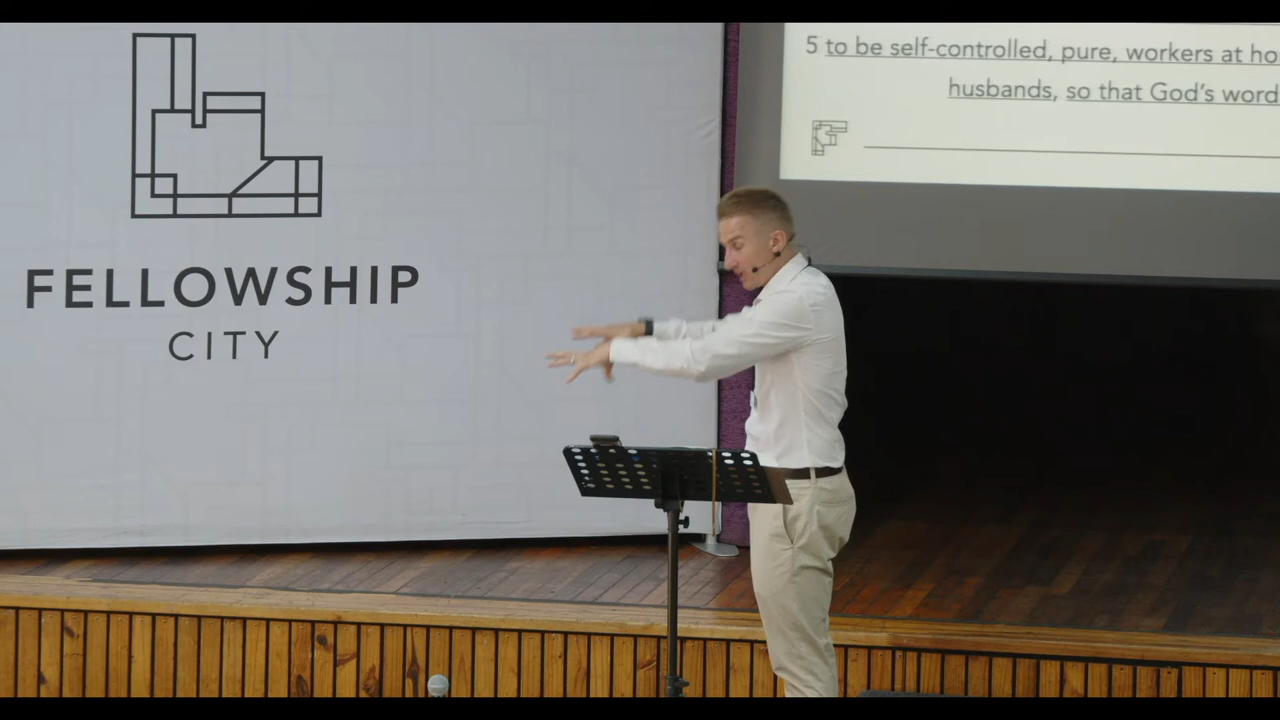 FELLOWSHIP
CITY
5 to be self-controlled, pure, workers at ho
husbands, so that God's word